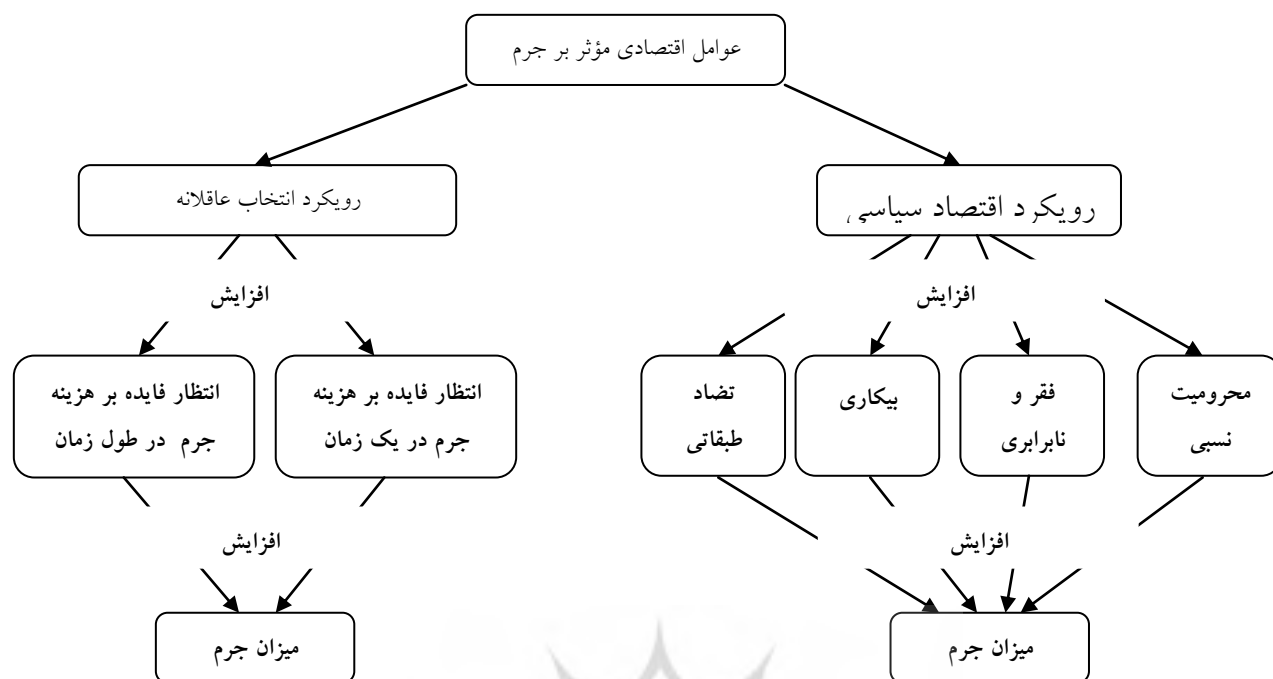 عوامل اقتصادی مؤثر بر جرم
رویکرد اقتصاد سیاسی
رویکرد انتخاب عاقلانه
افزایش
افزایش
محرومیت
نسبی
فقر و
نابرابری
بیکاری
تضاد
طبقاتی
انتظار فایده بر هزینه
جرم در یک زمان
انتظار فایده بر هزینه
جرم در طول زمان
افزایش
افزایش
میزان جرم
میزان جرم